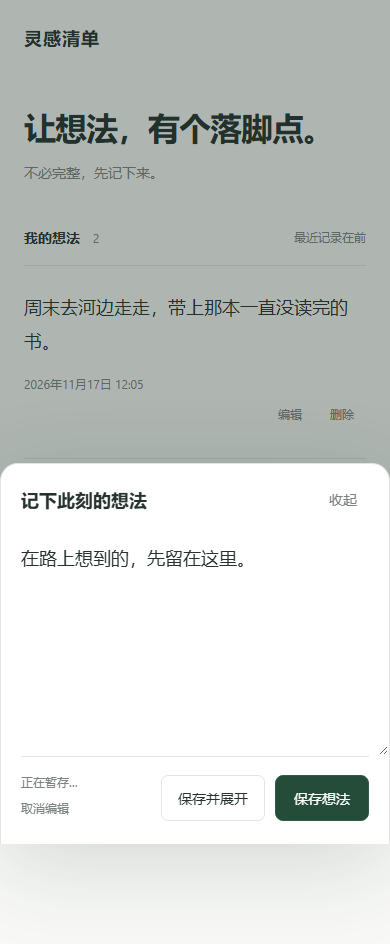 灵感清单
让想法，有个落脚点。
不必完整，先记下来。
我的想法 2 最近记录在前
周末去河边走走，带上那本一直没读完的
书。
2026年11月17日 12:05
编辑 删除
记下此刻的想法 收起
在路上想到的，先留在这里。
正在暂存...
取消编辑 保存并展开 保存想法